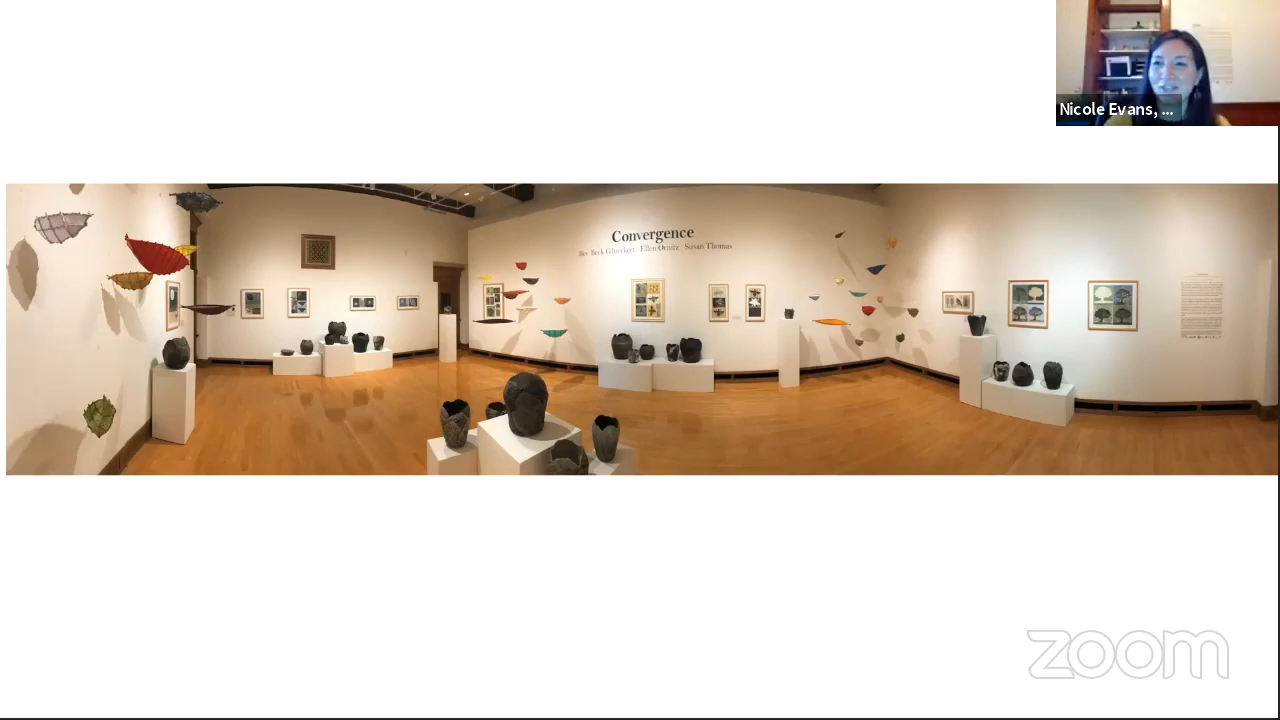 Nicole Evans, ...
Convergence
Bev Beck Glueckert Ellen Ornitz Susan Thomas
zoom